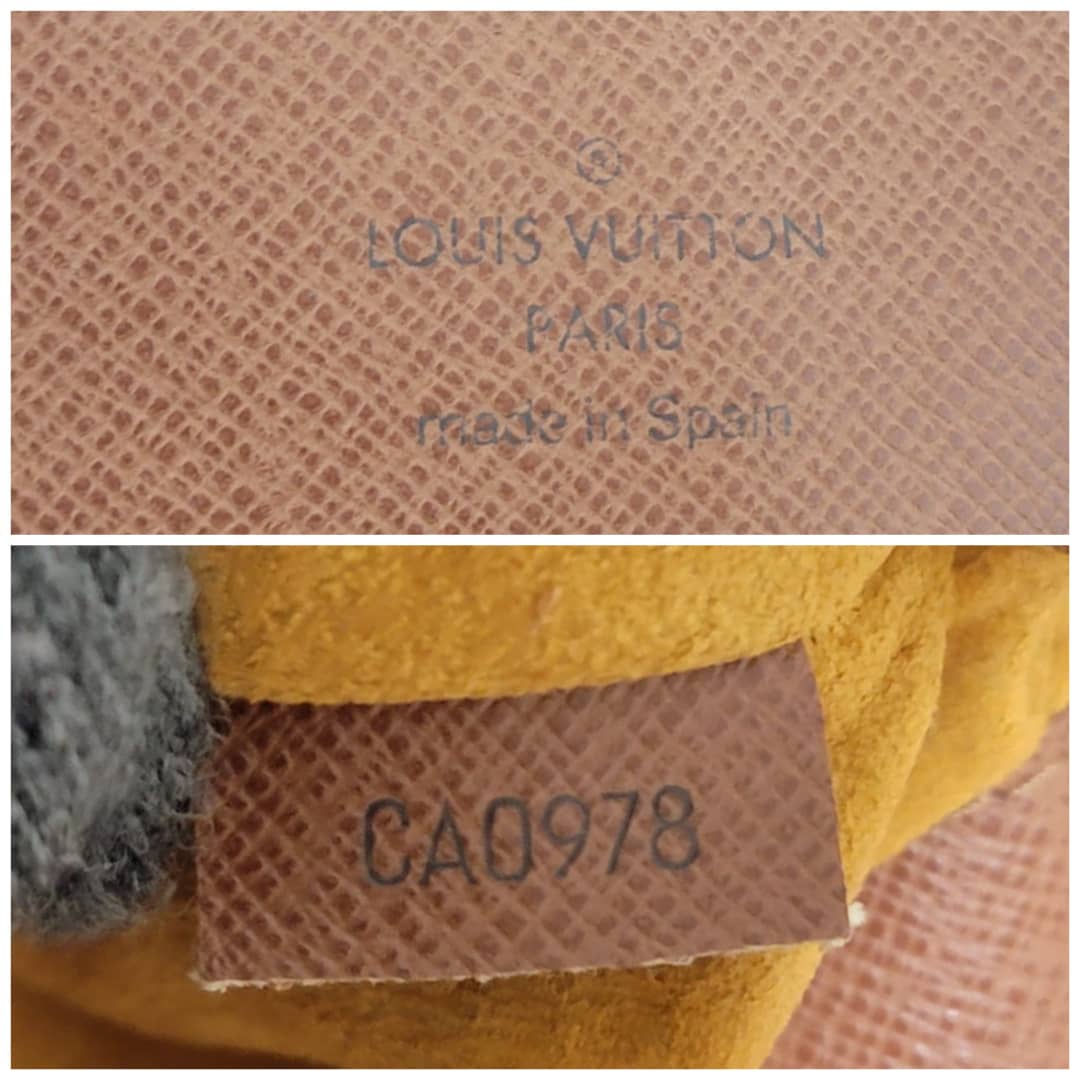 ®
LOUIS VUITTON
PARIS
made in Spain
CA0978